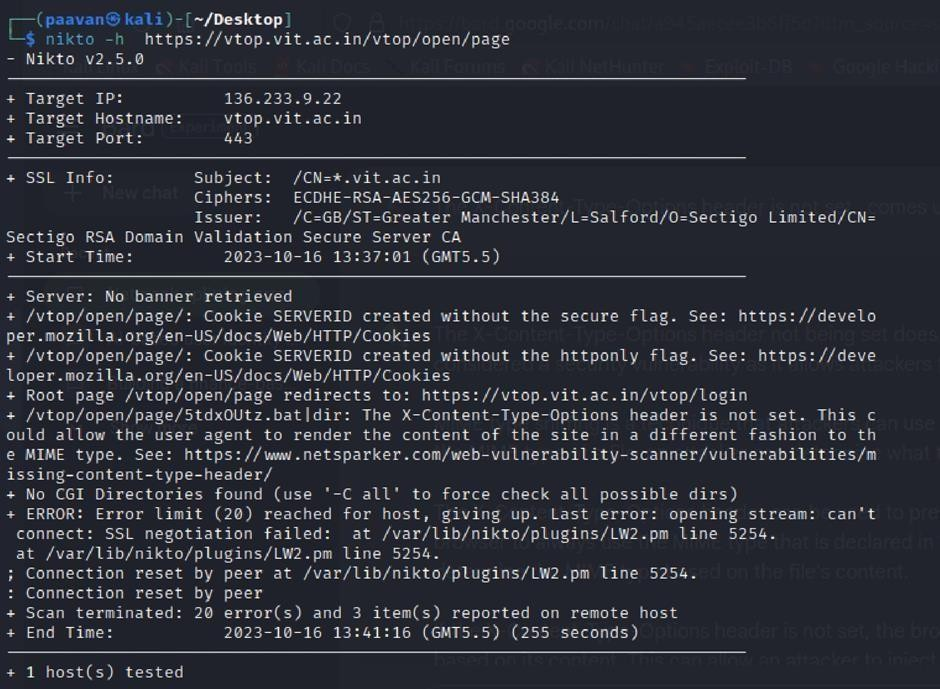 (paavan㉿kali)-[~/Desktop]
$ nikto -h https://vtop.vit.ac.in/vtop/open/page
- Nikto v2.5.0
+ Target IP: 136.233.9.22
+ Target Hostname: vtop.vit.ac.in
+ Target Port: 443
+ SSL Info: Subject: /CN=*.vit.ac.in
Ciphers: ECDHE-RSA-AES256-GCM-SHA384
Issuer: /C=GB/ST=Greater Manchester/L=Salford/O=Sectigo Limited/CN=
Sectigo RSA Domain Validation Secure Server CA
+ Start Time: 2023-10-16 13:37:01 (GMT5.5)
+ Server: No banner retrieved
+ /vtop/open/page/: Cookie SERVERID created without the secure flag. See: https://develo
per.mozilla.org/en-US/docs/Web/HTTP/Cookies
+ /vtop/open/page/: Cookie SERVERID created without the httponly flag. See: https://deve
loper.mozilla.org/en-US/docs/Web/HTTP/Cookies
+ Root page /vtop/open/page redirects to: https://vtop.vit.ac.in/vtop/login
+ /vtop/open/page/5tdxOUtz.bat|dir: The X-Content-Type-Options header is not set. This c
ould allow the user agent to render the content of the site in a different fashion to th
e MIME type. See: https://www.netsparker.com/web-vulnerability-scanner/vulnerabilities/m
issing-content-type-header/
+ No CGI Directories found (use '-C all' to force check all possible dirs)
+ ERROR: Error limit (20) reached for host, giving up. Last error: opening stream: can't
connect: SSL negotiation failed: at /var/lib/nikto/plugins/LW2.pm line 5254.
at /var/lib/nikto/plugins/LW2.pm line 5254.
; Connection reset by peer at /var/lib/nikto/plugins/LW2.pm line 5254.
: Connection reset by peer
+ Scan terminated: 20 error(s) and 3 item(s) reported on remote host
+ End Time: 2023-10-16 13:41:16 (GMT5.5) (255 seconds)
+ 1 host(s) tested